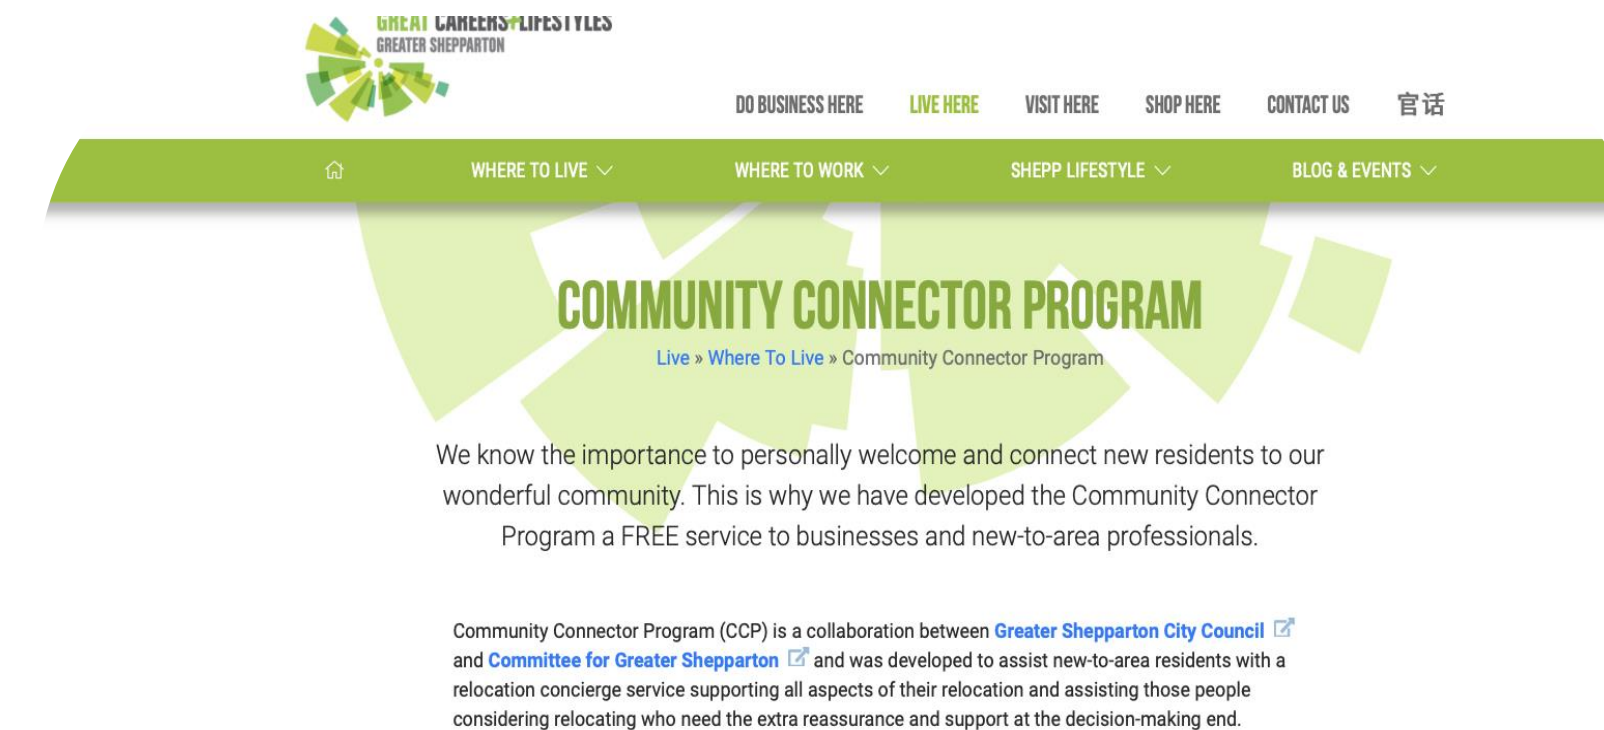 GREAT CAREERS+LIFESTYLES
GREATER SHEPPARTON
DO BUSINESS HERE LIVE HERE VISIT HERE SHOP HERE CONTACT US 官话
WHERE TO LIVE WHERE TO WORK SHEPP LIFESTYLE BLOG & EVENTS
COMMUNITY CONNECTOR PROGRAM
Live » Where To Live » Community Connector Program
We know the importance to personally welcome and connect new residents to our
wonderful community. This is why we have developed the Community Connector
Program a FREE service to businesses and new-to-area professionals.
Community Connector Program (CCP) is a collaboration between Greater Shepparton City Council
and Committee for Greater Shepparton and was developed to assist new-to-area residents with a
relocation concierge service supporting all aspects of their relocation and assisting those people
considering relocating who need the extra reassurance and support at the decision-making end.